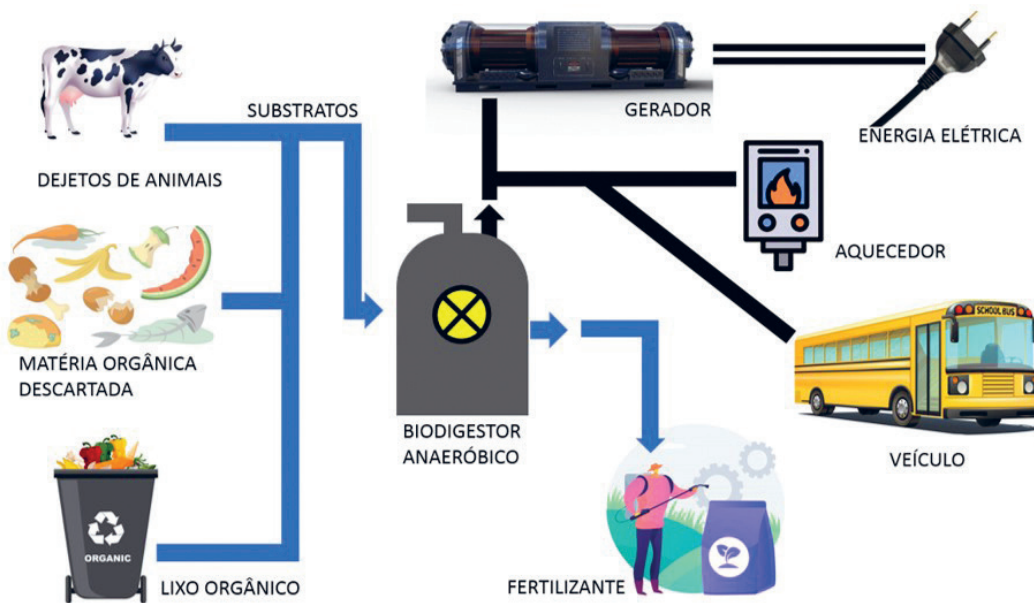 SUBSTRATOS
DEJETOS DE ANIMAIS
GERADOR
ENERGIA ELÉTRICA
AQUECEDOR
MATÉRIA ORGÂNICA
DESCARTADA
SCHOOL BUS
BIODIGESTOR
ANAERÓBICO
VEÍCULO
ORGANIC
LIXO ORGÂNICO
FERTILIZANTE